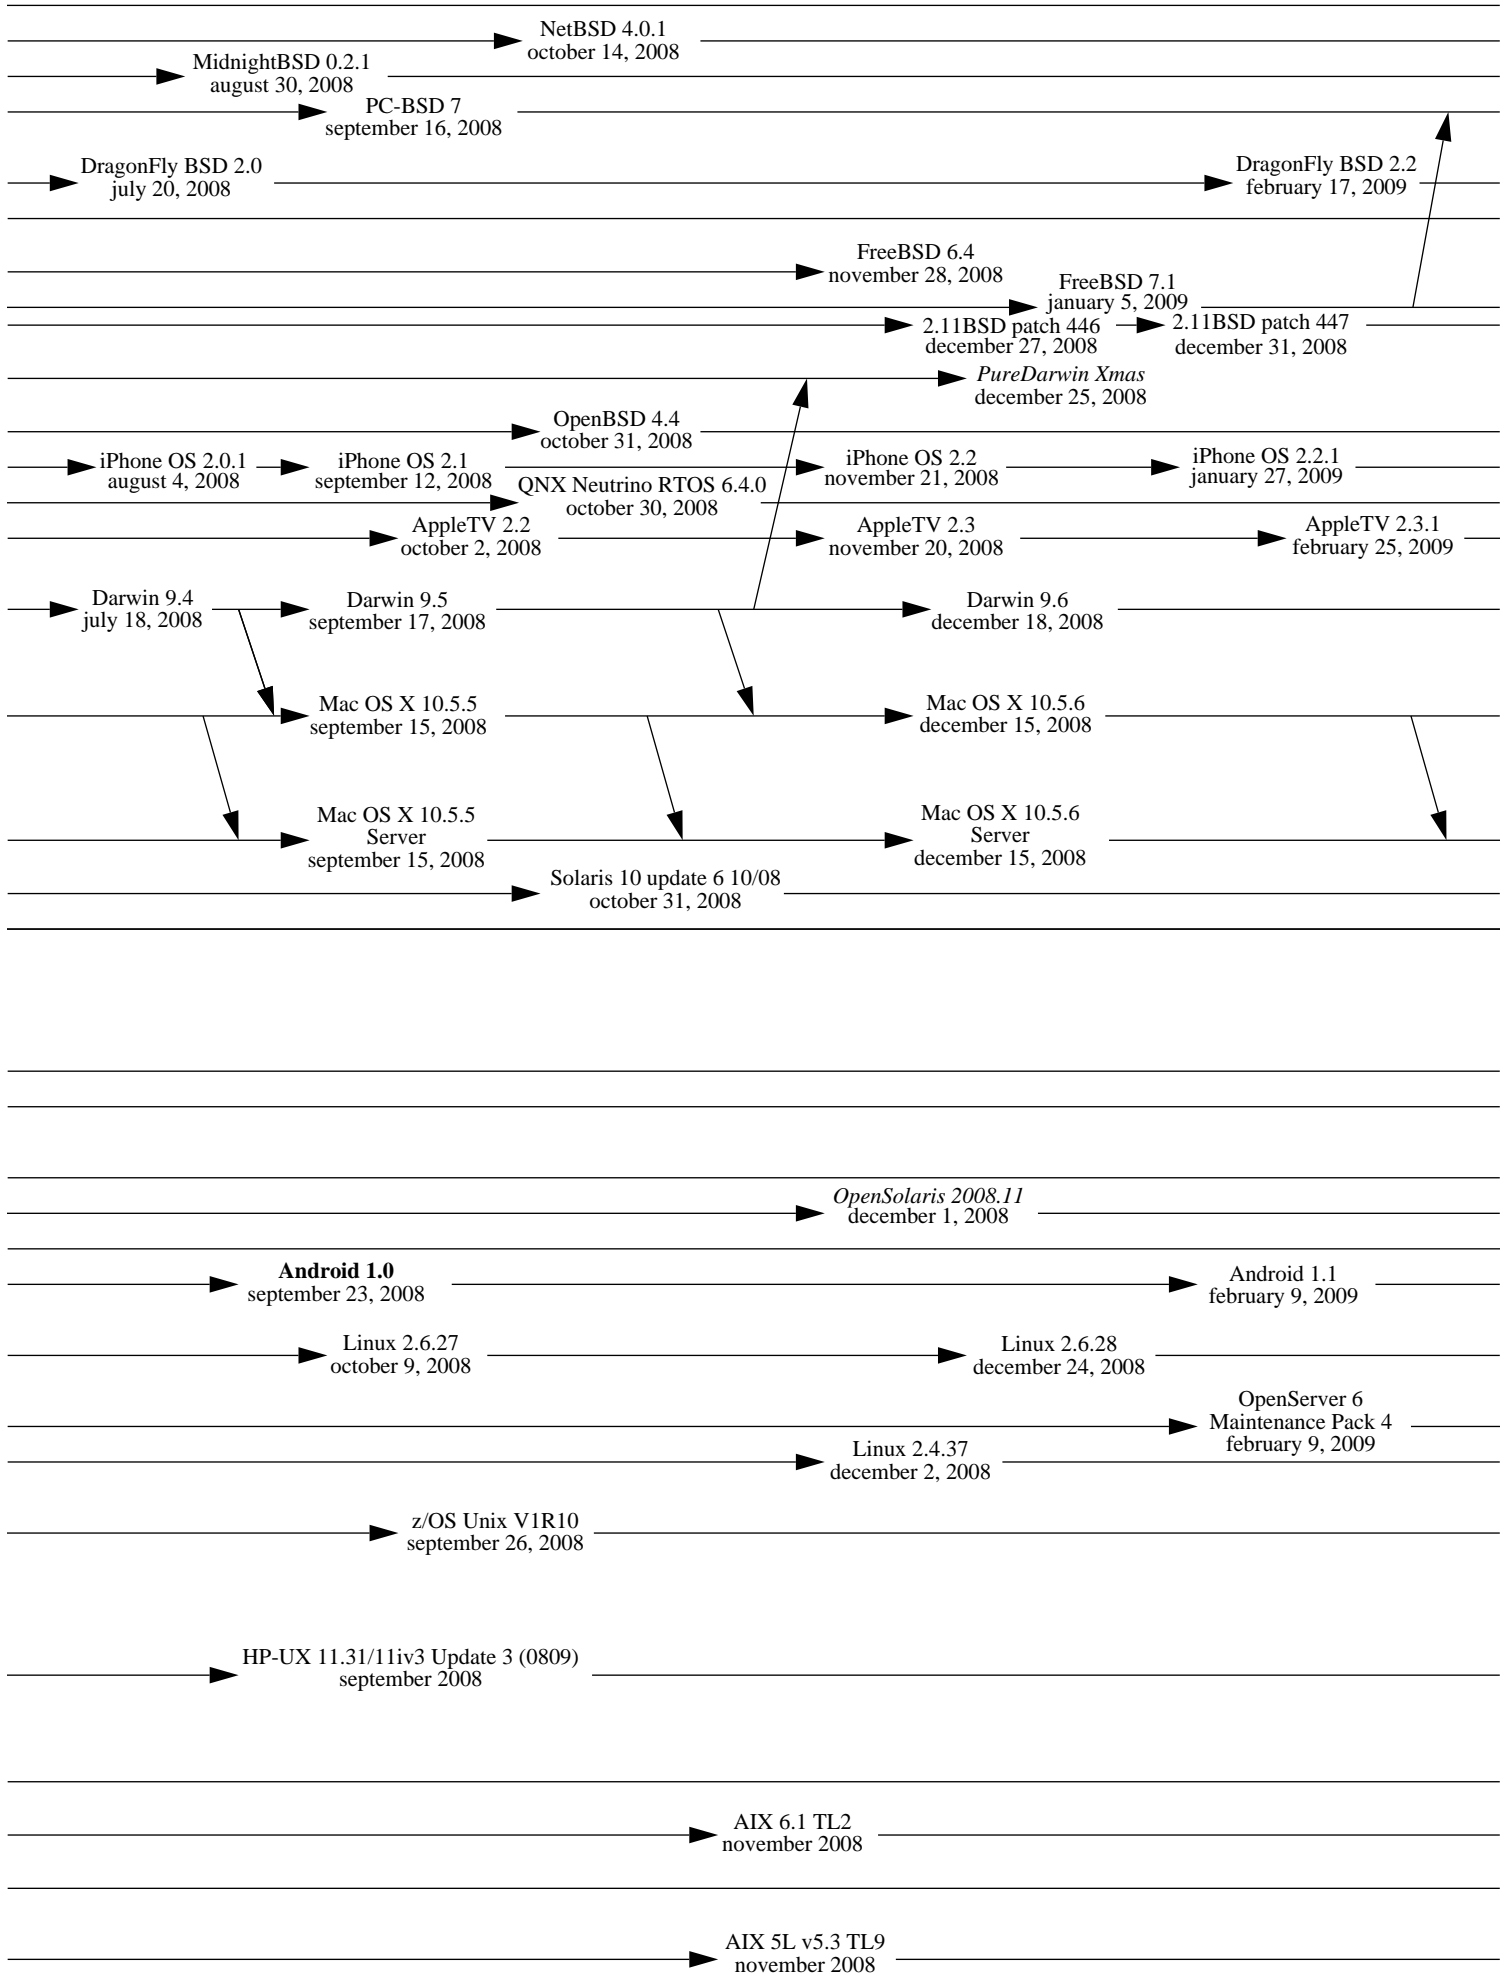 NetBSD 4.0.1
october 14, 2008
MidnightBSD 0.2.1
august 30, 2008
PC-BSD 7
september 16, 2008
DragonFly BSD 2.0
july 20, 2008
DragonFly BSD 2.2
february 17, 2009
FreeBSD 6.4
november 28, 2008
FreeBSD 7.1
january 5, 2009
2.11BSD patch 446
december 27, 2008
2.11BSD patch 447
december 31, 2008
PureDarwin Xmas
december 25, 2008
OpenBSD 4.4
october 31, 2008
iPhone OS 2.0.1
august 4, 2008
iPhone OS 2.1
september 12, 2008
iPhone OS 2.2
november 21, 2008
iPhone OS 2.2.1
january 27, 2009
QNX Neutrino RTOS 6.4.0
october 30, 2008
AppleTV 2.2
october 2, 2008
AppleTV 2.3
november 20, 2008
AppleTV 2.3.1
february 25, 2009
Darwin 9.4
july 18, 2008
Darwin 9.5
september 17, 2008
Darwin 9.6
december 18, 2008
Mac OS X 10.5.5
september 15, 2008
Mac OS X 10.5.6
december 15, 2008
Mac OS X 10.5.5
Server
september 15, 2008
Mac OS X 10.5.6
Server
december 15, 2008
Solaris 10 update 6 10/08
october 31, 2008
OpenSolaris 2008.11
december 1, 2008
Android 1.0
september 23, 2008
Android 1.1
february 9, 2009
Linux 2.6.27
october 9, 2008
Linux 2.6.28
december 24, 2008
OpenServer 6
Maintenance Pack 4
february 9, 2009
Linux 2.4.37
december 2, 2008
z/OS Unix V1R10
september 26, 2008
HP-UX 11.31/11iv3 Update 3 (0809)
september 2008
AIX 6.1 TL2
november 2008
AIX 5L v5.3 TL9
november 2008